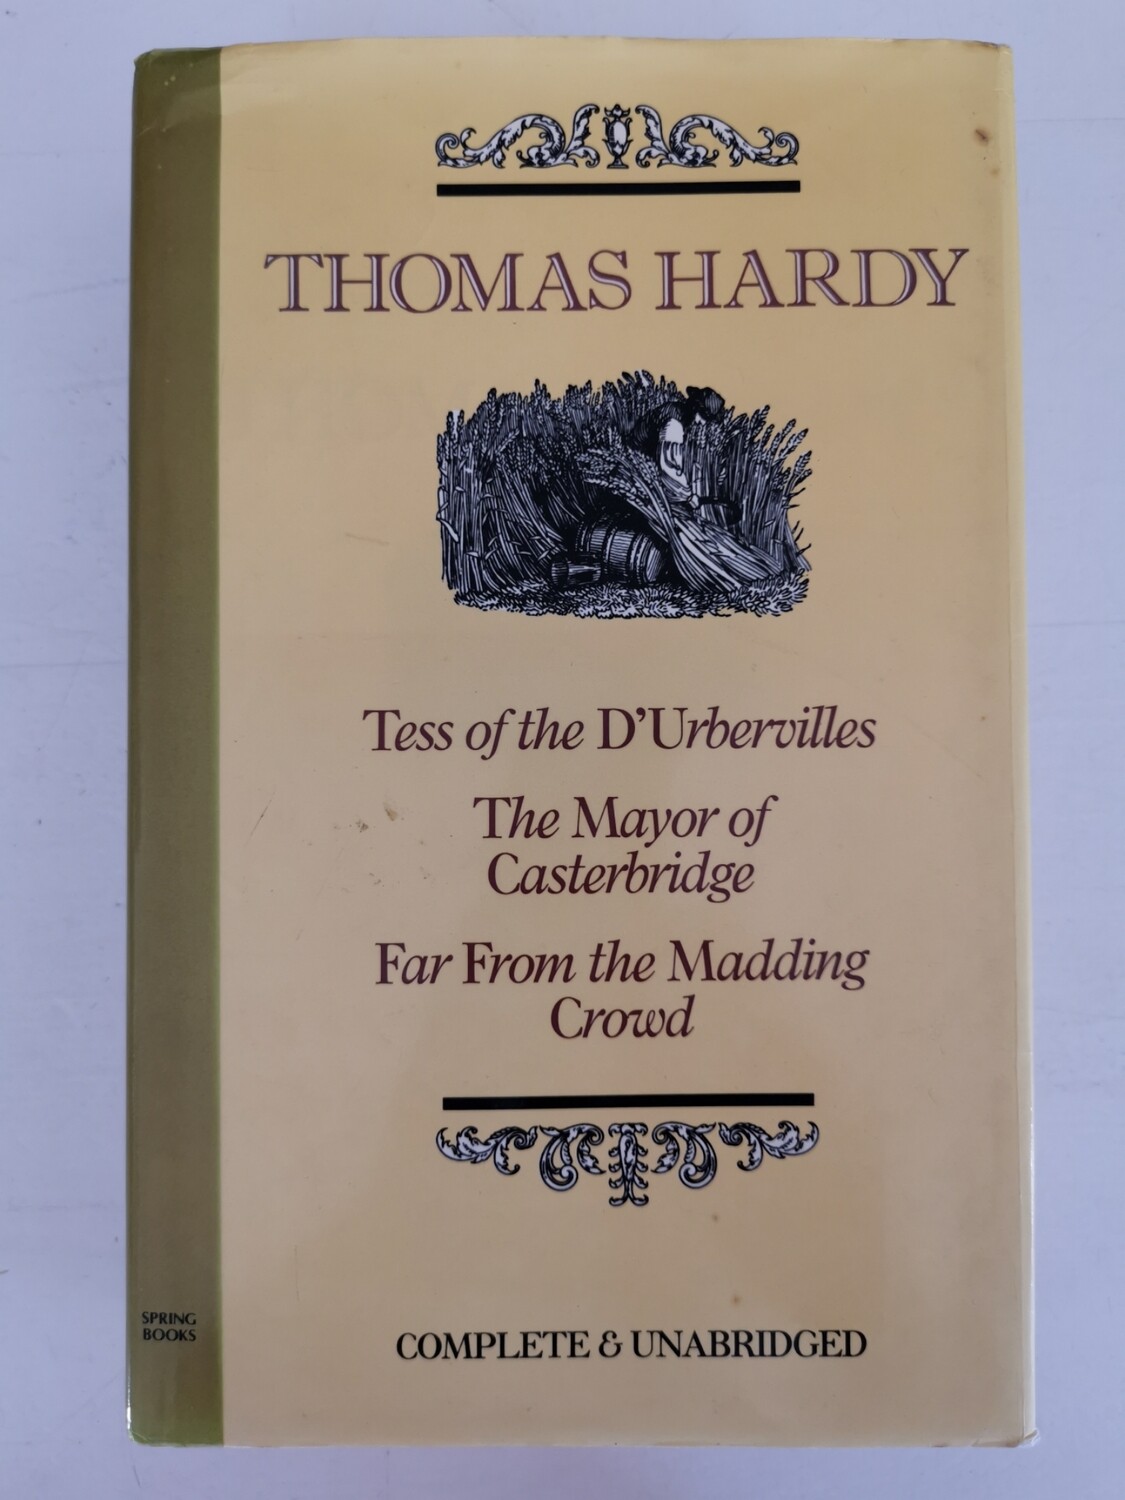 THOMAS HARDY
Tess of the D'Urbervilles
The Mayor of
Casterbridge
Far From the Madding
Crowd
SPRING
BOOKS
COMPLETE & UNABRIDGED